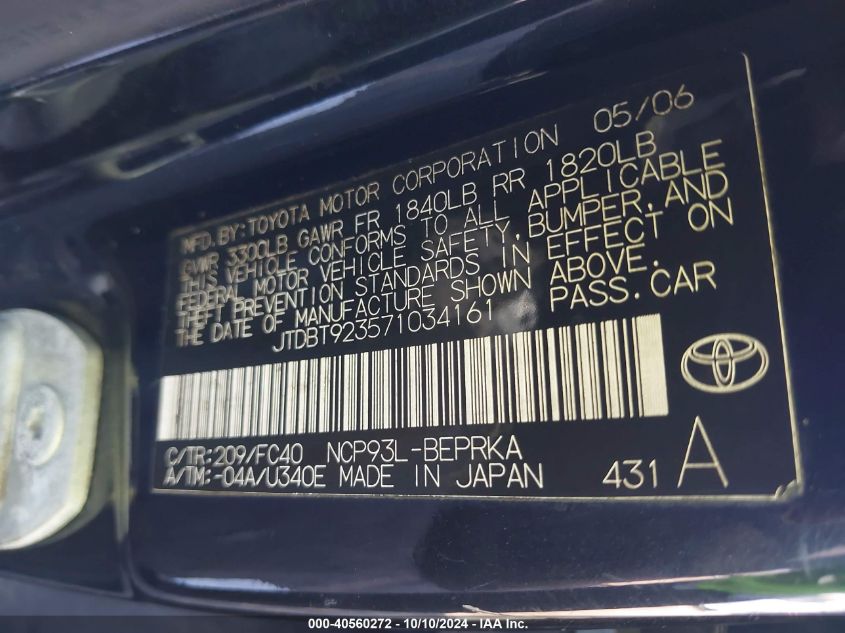 MFD.BY:TOYOTA MOTOR CORPORATION 05/06
GVWR 3300LB GAWR FR 1840LB RR 1820LB
THIS VEHICLE CONFORMS TO ALL APPLICABLE
FEDERAL MOTOR VEHICLE SAFETY,BUMPER,AND
THEFT PREVENTION STANDARDS IN EFFECT ON
THE DATE OF MANUFACTURE SHOWN ABOVE.
JTDBT923571034161 PASS.CAR
C/TR:209/FC40 NCP93L-BEPRKA
A/TM:-04A/U340E MADE IN JAPAN 431 A
000-40560272 - 10/10/2024 - IAA Inc.